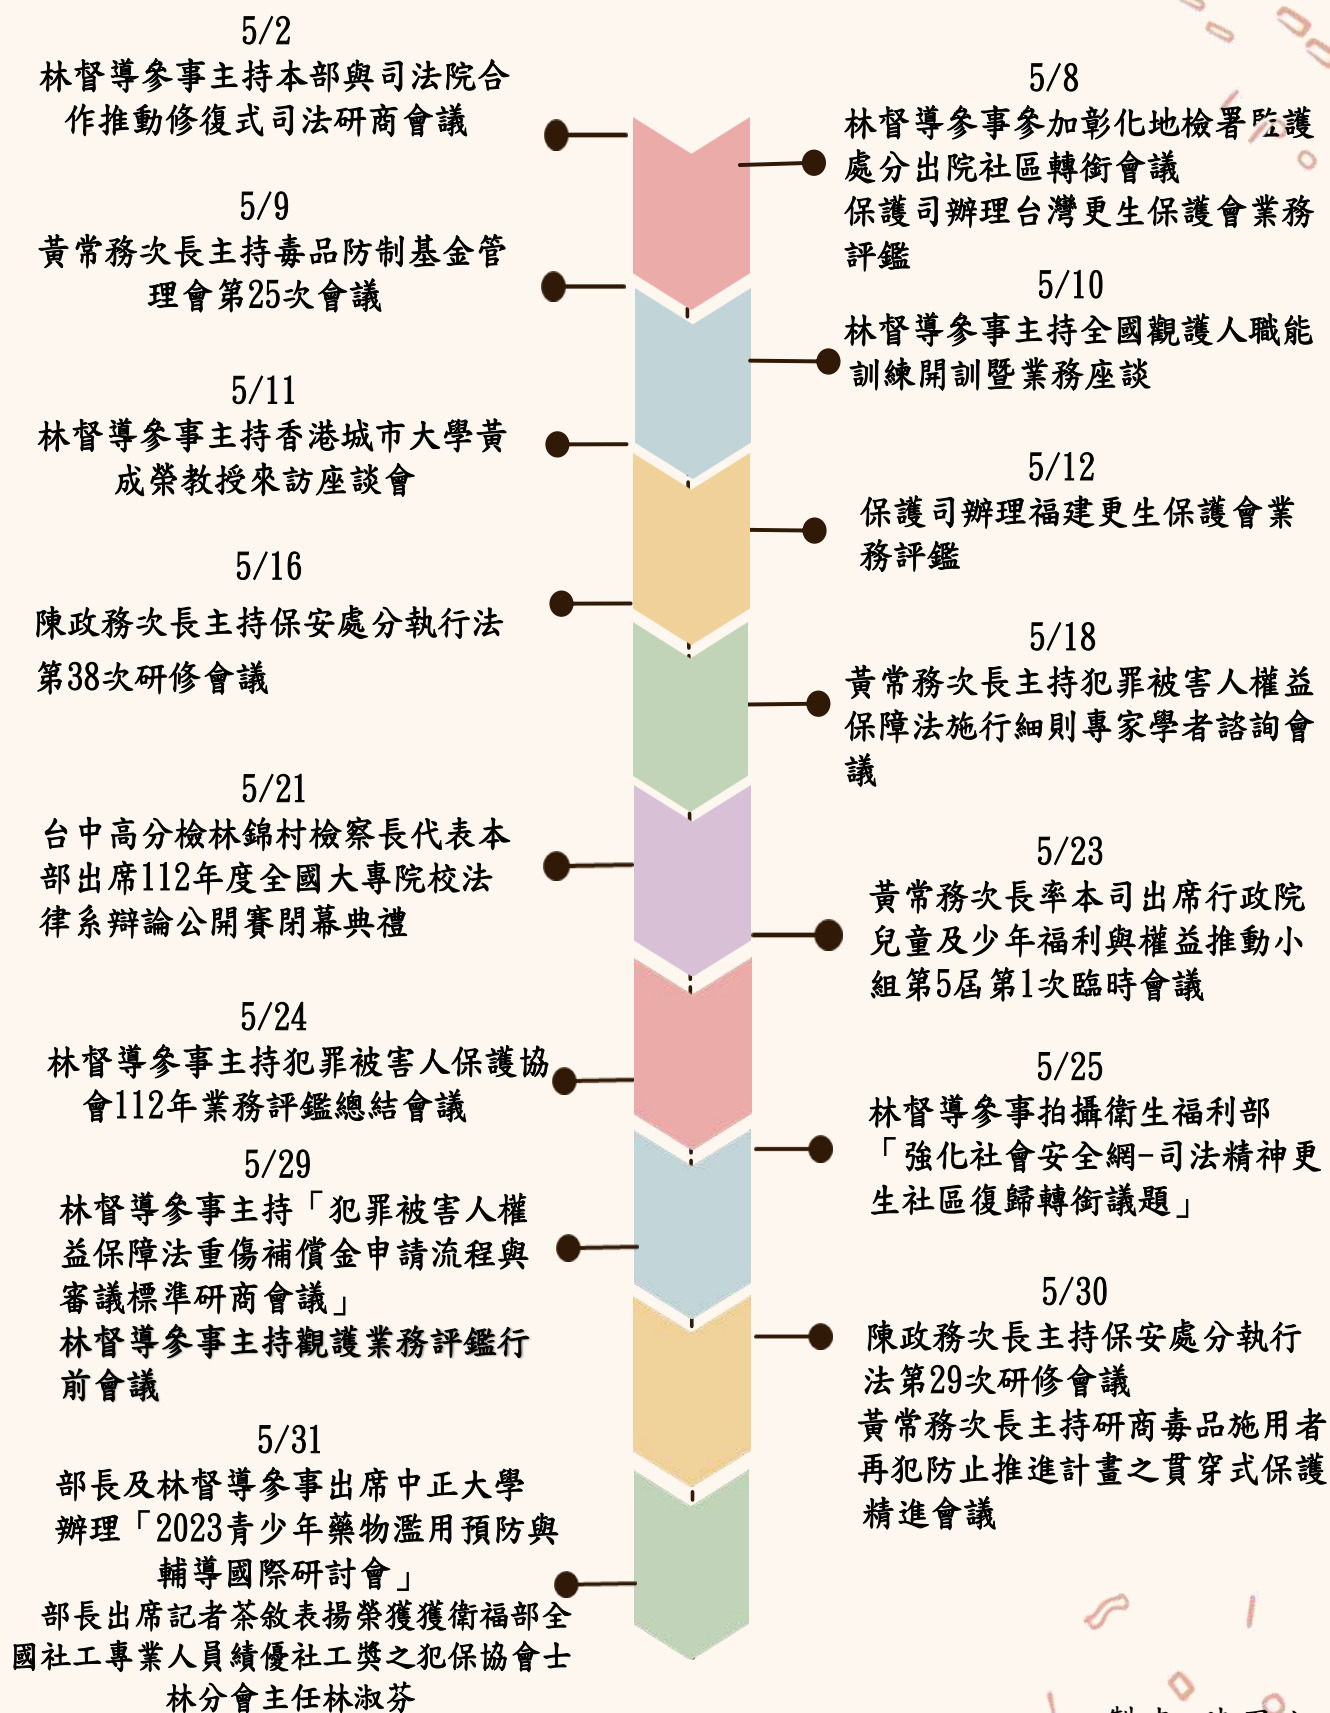 5/2
林督導參事主持本部與司法院合
作推動修復式司法研商會議
5/8
林督導參事參加彰化地檢署監護
處分出院社區轉銜會議
保護司辦理台灣更生保護會業務
評鑑
5/9
黃常務次長主持毒品防制基金管
理會第25次會議
5/10
林督導參事主持全國觀護人職能
訓練開訓暨業務座談
5/11
林督導參事主持香港城市大學黃
成榮教授來訪座談會
5/12
保護司辦理福建更生保護會業
務評鑑
5/16
陳政務次長主持保安處分執行法
第38次研修會議
5/18
黃常務次長主持犯罪被害人權益
保障法施行細則專家學者諮詢會
議
5/21
台中高分檢林錦村檢察長代表本
部出席112年度全國大專院校法
律系辯論公開賽閉幕典禮
5/23
黃常務次長率本司出席行政院
兒童及少年福利與權益推動小
組第5屆第1次臨時會議
5/24
林督導參事主持犯罪被害人保護協
會112年業務評鑑總結會議
5/25
林督導參事拍攝衛生福利部
「強化社會安全網-司法精神更
生社區復歸轉銜議題」
5/29
林督導參事主持「犯罪被害人權
益保障法重傷補償金申請流程與
審議標準研商會議」
林督導參事主持觀護業務評鑑行
前會議
5/30
陳政務次長主持保安處分執行
法第29次研修會議
黃常務次長主持研商毒品施用者
再犯防止推進計畫之貫穿式保護
精進會議
5/31
部長及林督導參事出席中正大學
辦理「2023青少年藥物濫用預防與
輔導國際研討會」
部長出席記者茶敘表揚榮獲獲衛福部全
國社工專業人員績優社工獎之犯保協會士
林分會主任林淑芬